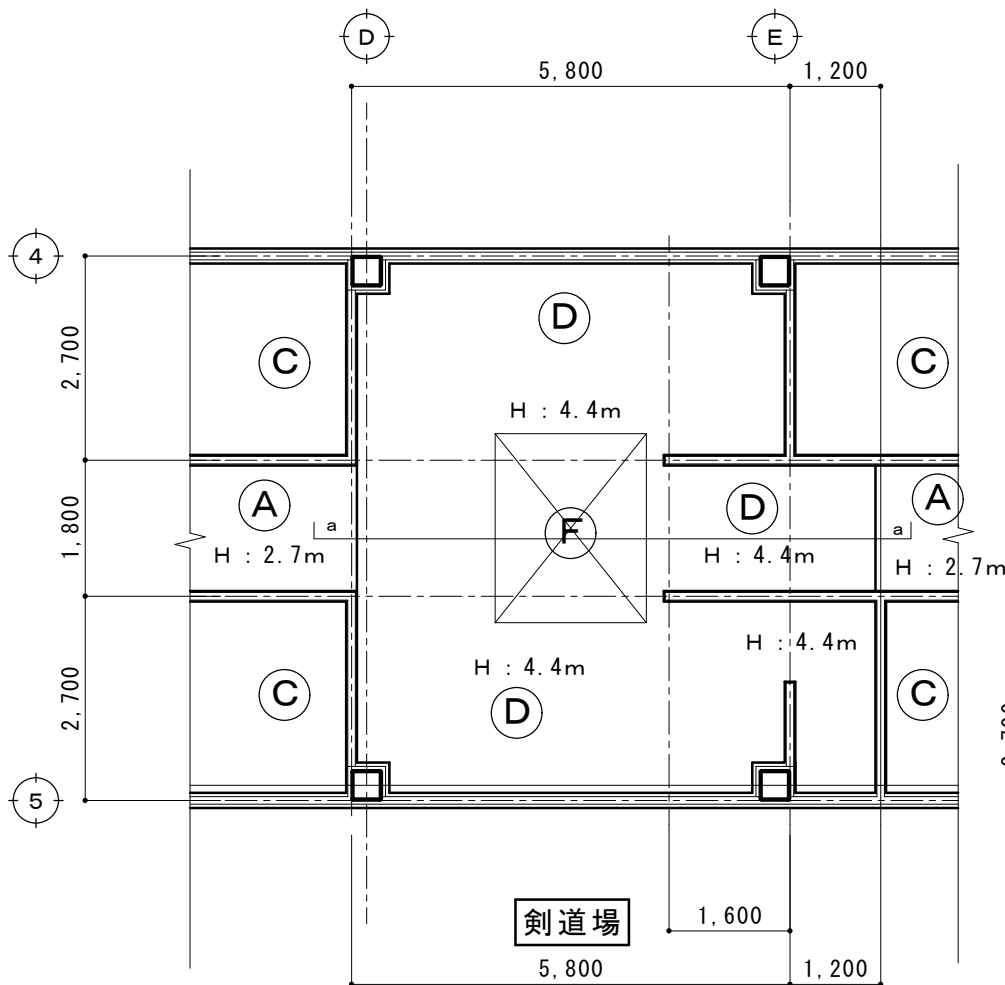 D
E
5,800
1,200
4
D
C
C
2,700
H : 4.4m
A
D
A
1,800
a
F
a
H : 2.7m
H : 4.4m
H : 2.7m
H : 4.4m
H : 4.4m
C
D
C
2,700
5
剣道場
1,600
5,800
1,200